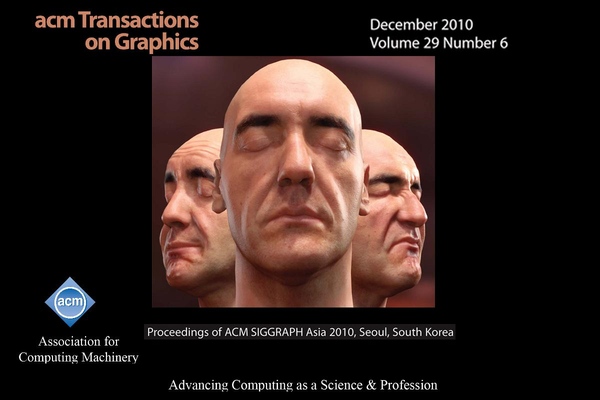 acm Transactions
on Graphics
December 2010
Volume 29 Number 6
acm
Association for
Computing Machinery
Proceedings of ACM SIGGRAPH Asia 2010, Seoul, South Korea
Advancing Computing as a Science & Profession